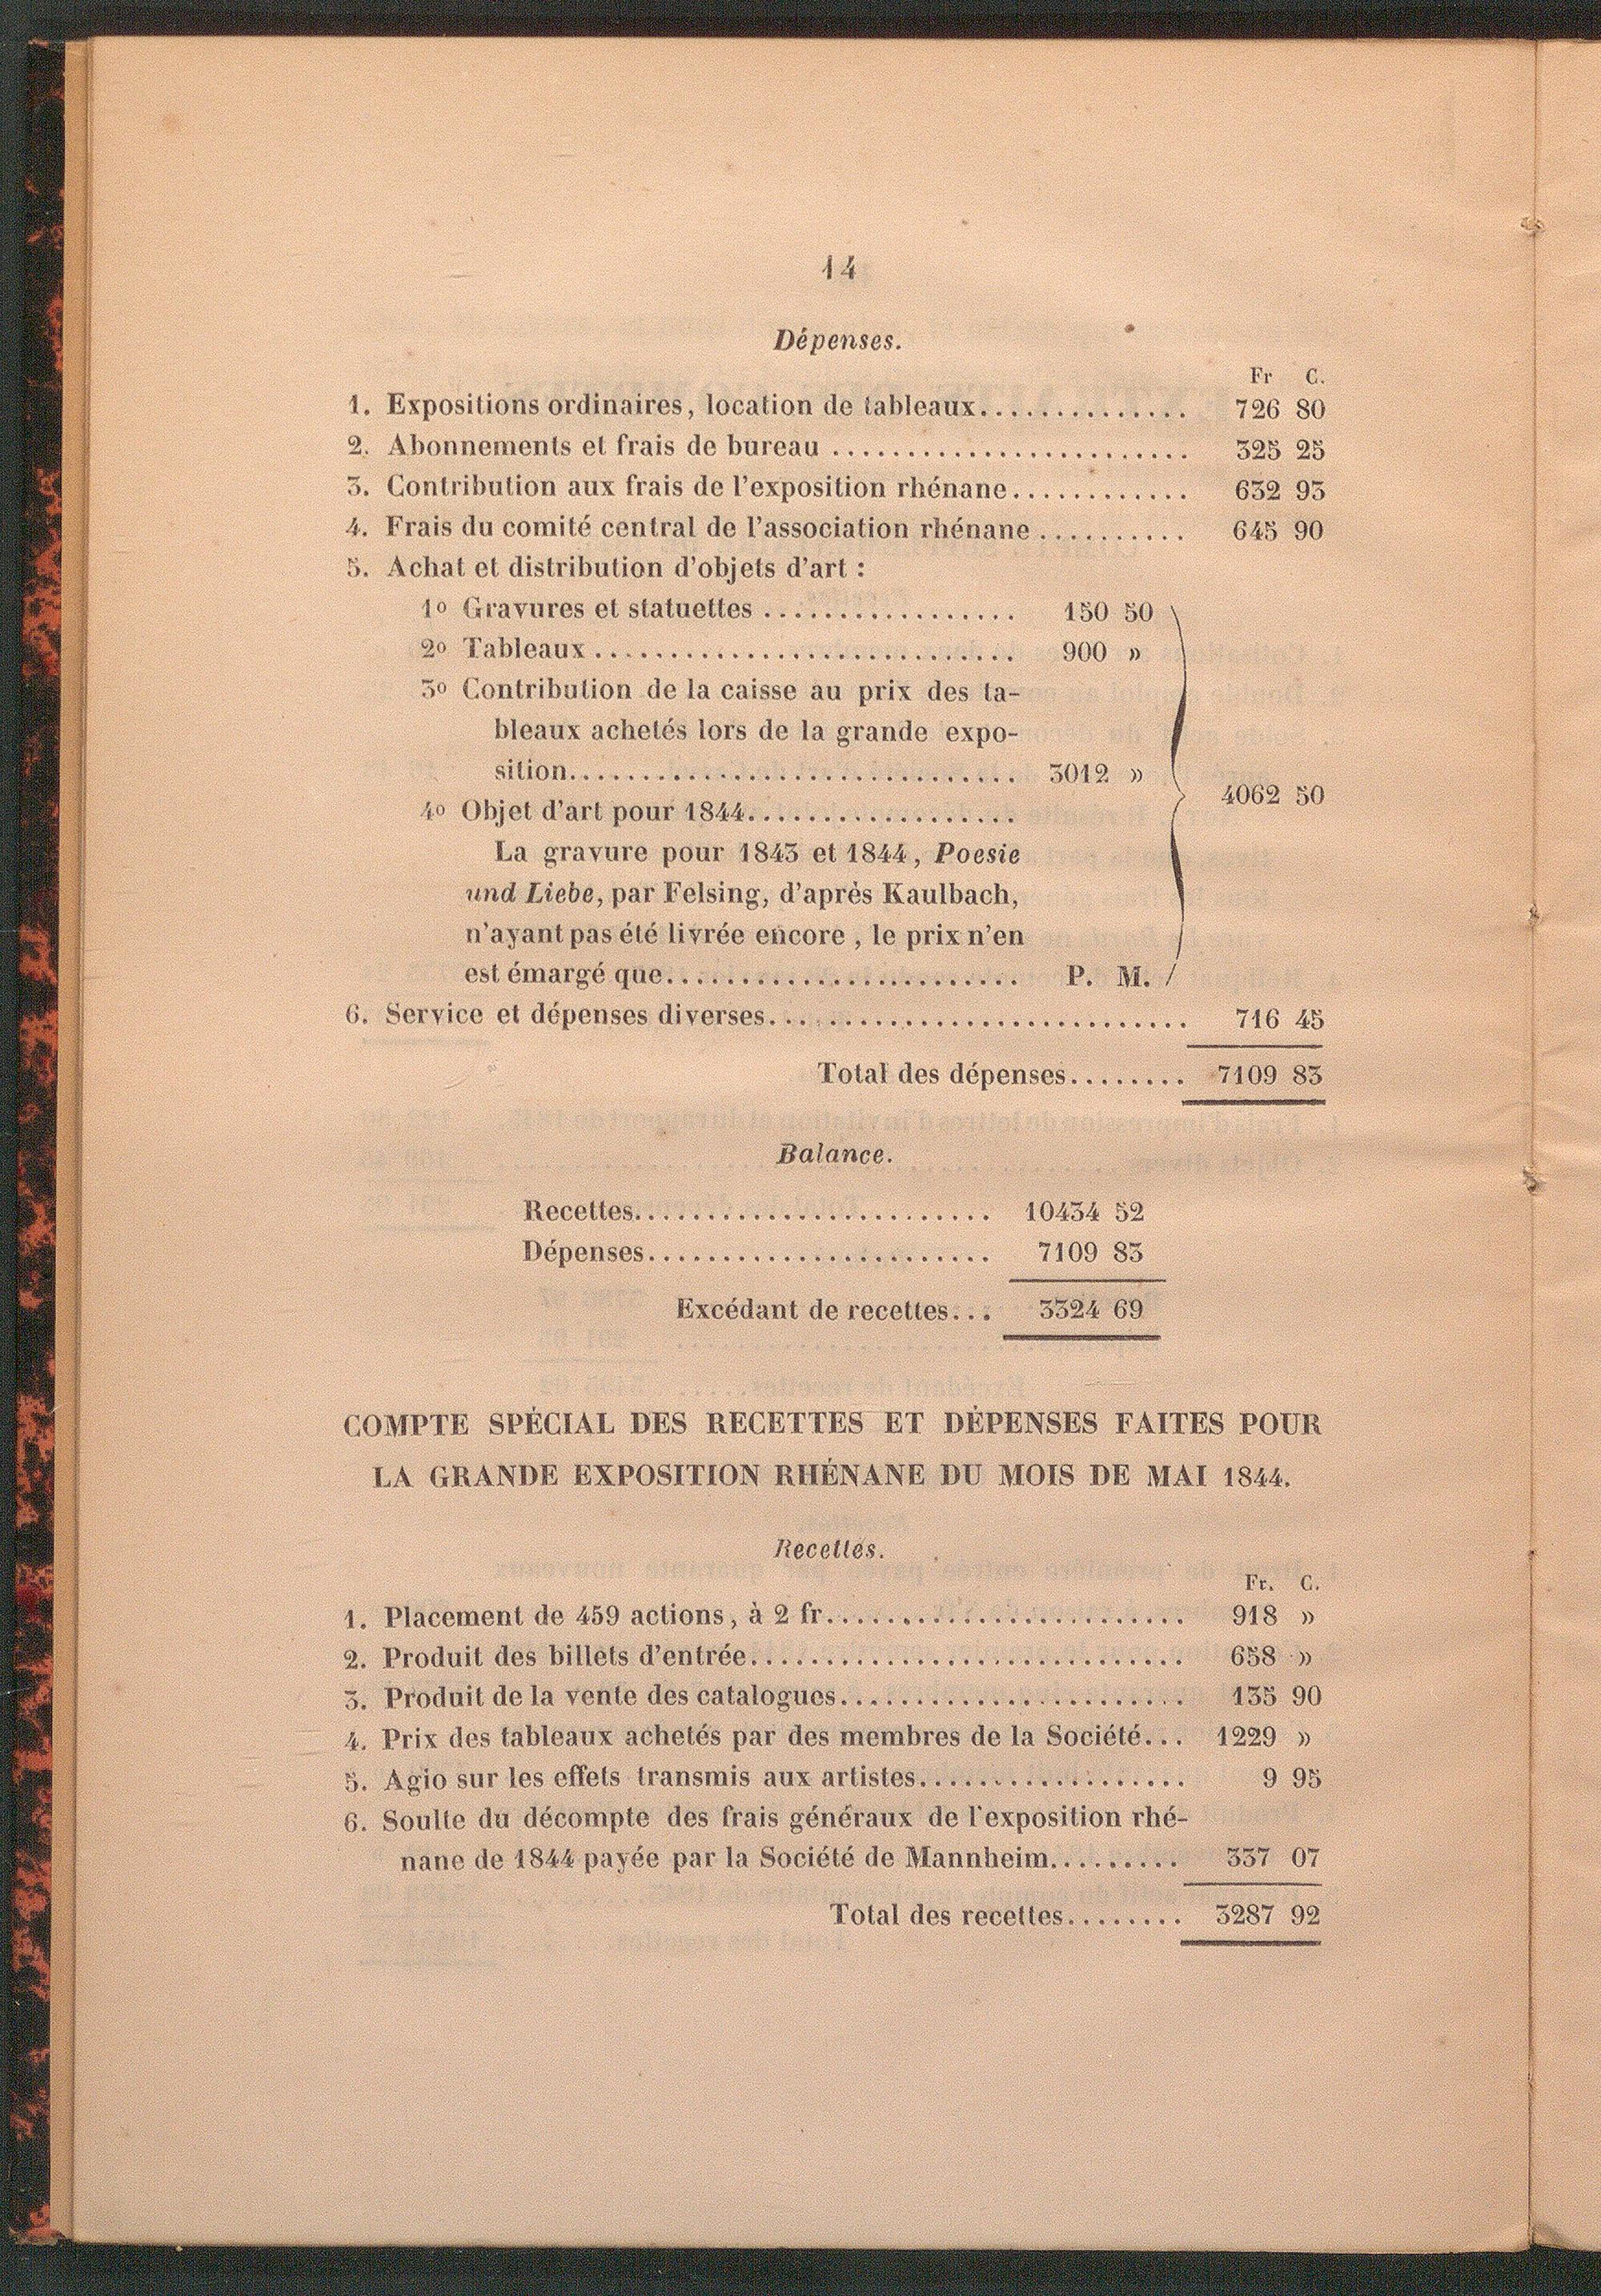 14
Dépenses.
Fr C.
1. Expositions ordinaires, location de tableaux.............. 726 80
2. Abonnements et frais de bureau ........................ 325 25
3. Contribution aux frais de l'exposition rhénane............ 632 93
4. Frais du comité central de l'association rhénane .......... 645 90
5. Achat et distribution d'objets d'art :
1o Gravures et statuettes ................. 150 50
2o Tableaux ............................ 900 »
3o Contribution de la caisse au prix des ta-
bleaux achetés lors de la grande expo-
sition.............................. 3012 »
4062 50
4o Objet d'art pour 1844..................
La gravure pour 1843 et 1844, Poesie
und Liebe, par Felsing, d'après Kaulbach,
n'ayant pas été livrée encore, le prix n'en
est émargé que........................ P. M.
6. Service et dépenses diverses............................ 716 45
Total des dépenses........ 7109 83
Balance.
Recettes........................ 10434 52
Dépenses....................... 7109 83
Excédant de recettes... 3324 69
COMPTE SPÉCIAL DES RECETTES ET DÉPENSES FAITES POUR
LA GRANDE EXPOSITION RHÉNANE DU MOIS DE MAI 1844.
Recettes.
Fr. C.
1. Placement de 459 actions, à 2 fr........................ 918 »
2. Produit des billets d'entrée............................. 658 »
3. Produit de la vente des catalogues....................... 135 90
4. Prix des tableaux achetés par des membres de la Société... 1229 »
5. Agio sur les effets transmis aux artistes.................. 9 95
6. Soulte du décompte des frais généraux de l'exposition rhé-
nane de 1844 payée par la Société de Mannheim......... 337 07
Total des recettes........ 3287 92